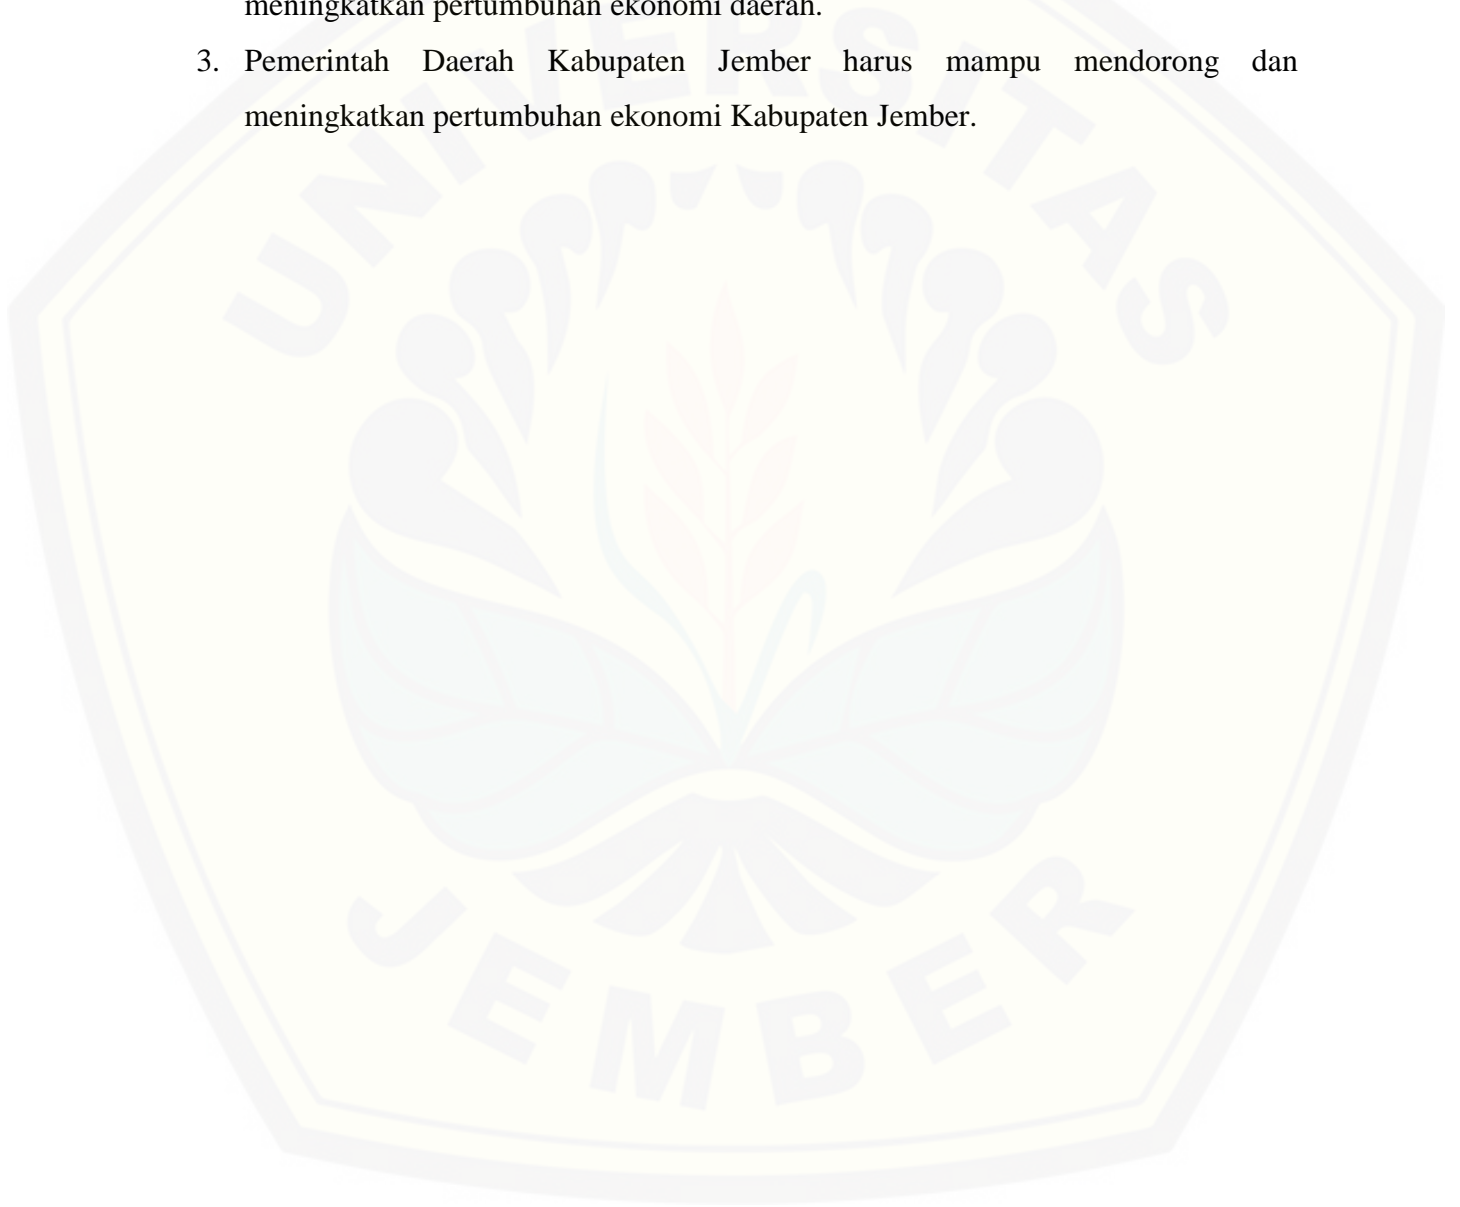 meningkatkan pertumbuhan ekonomi daerah.
3. Pemerintah Daerah Kabupaten Jember harus mampu mendorong dan
meningkatkan pertumbuhan ekonomi Kabupaten Jember.
UNIVERSITAS
JEMBER